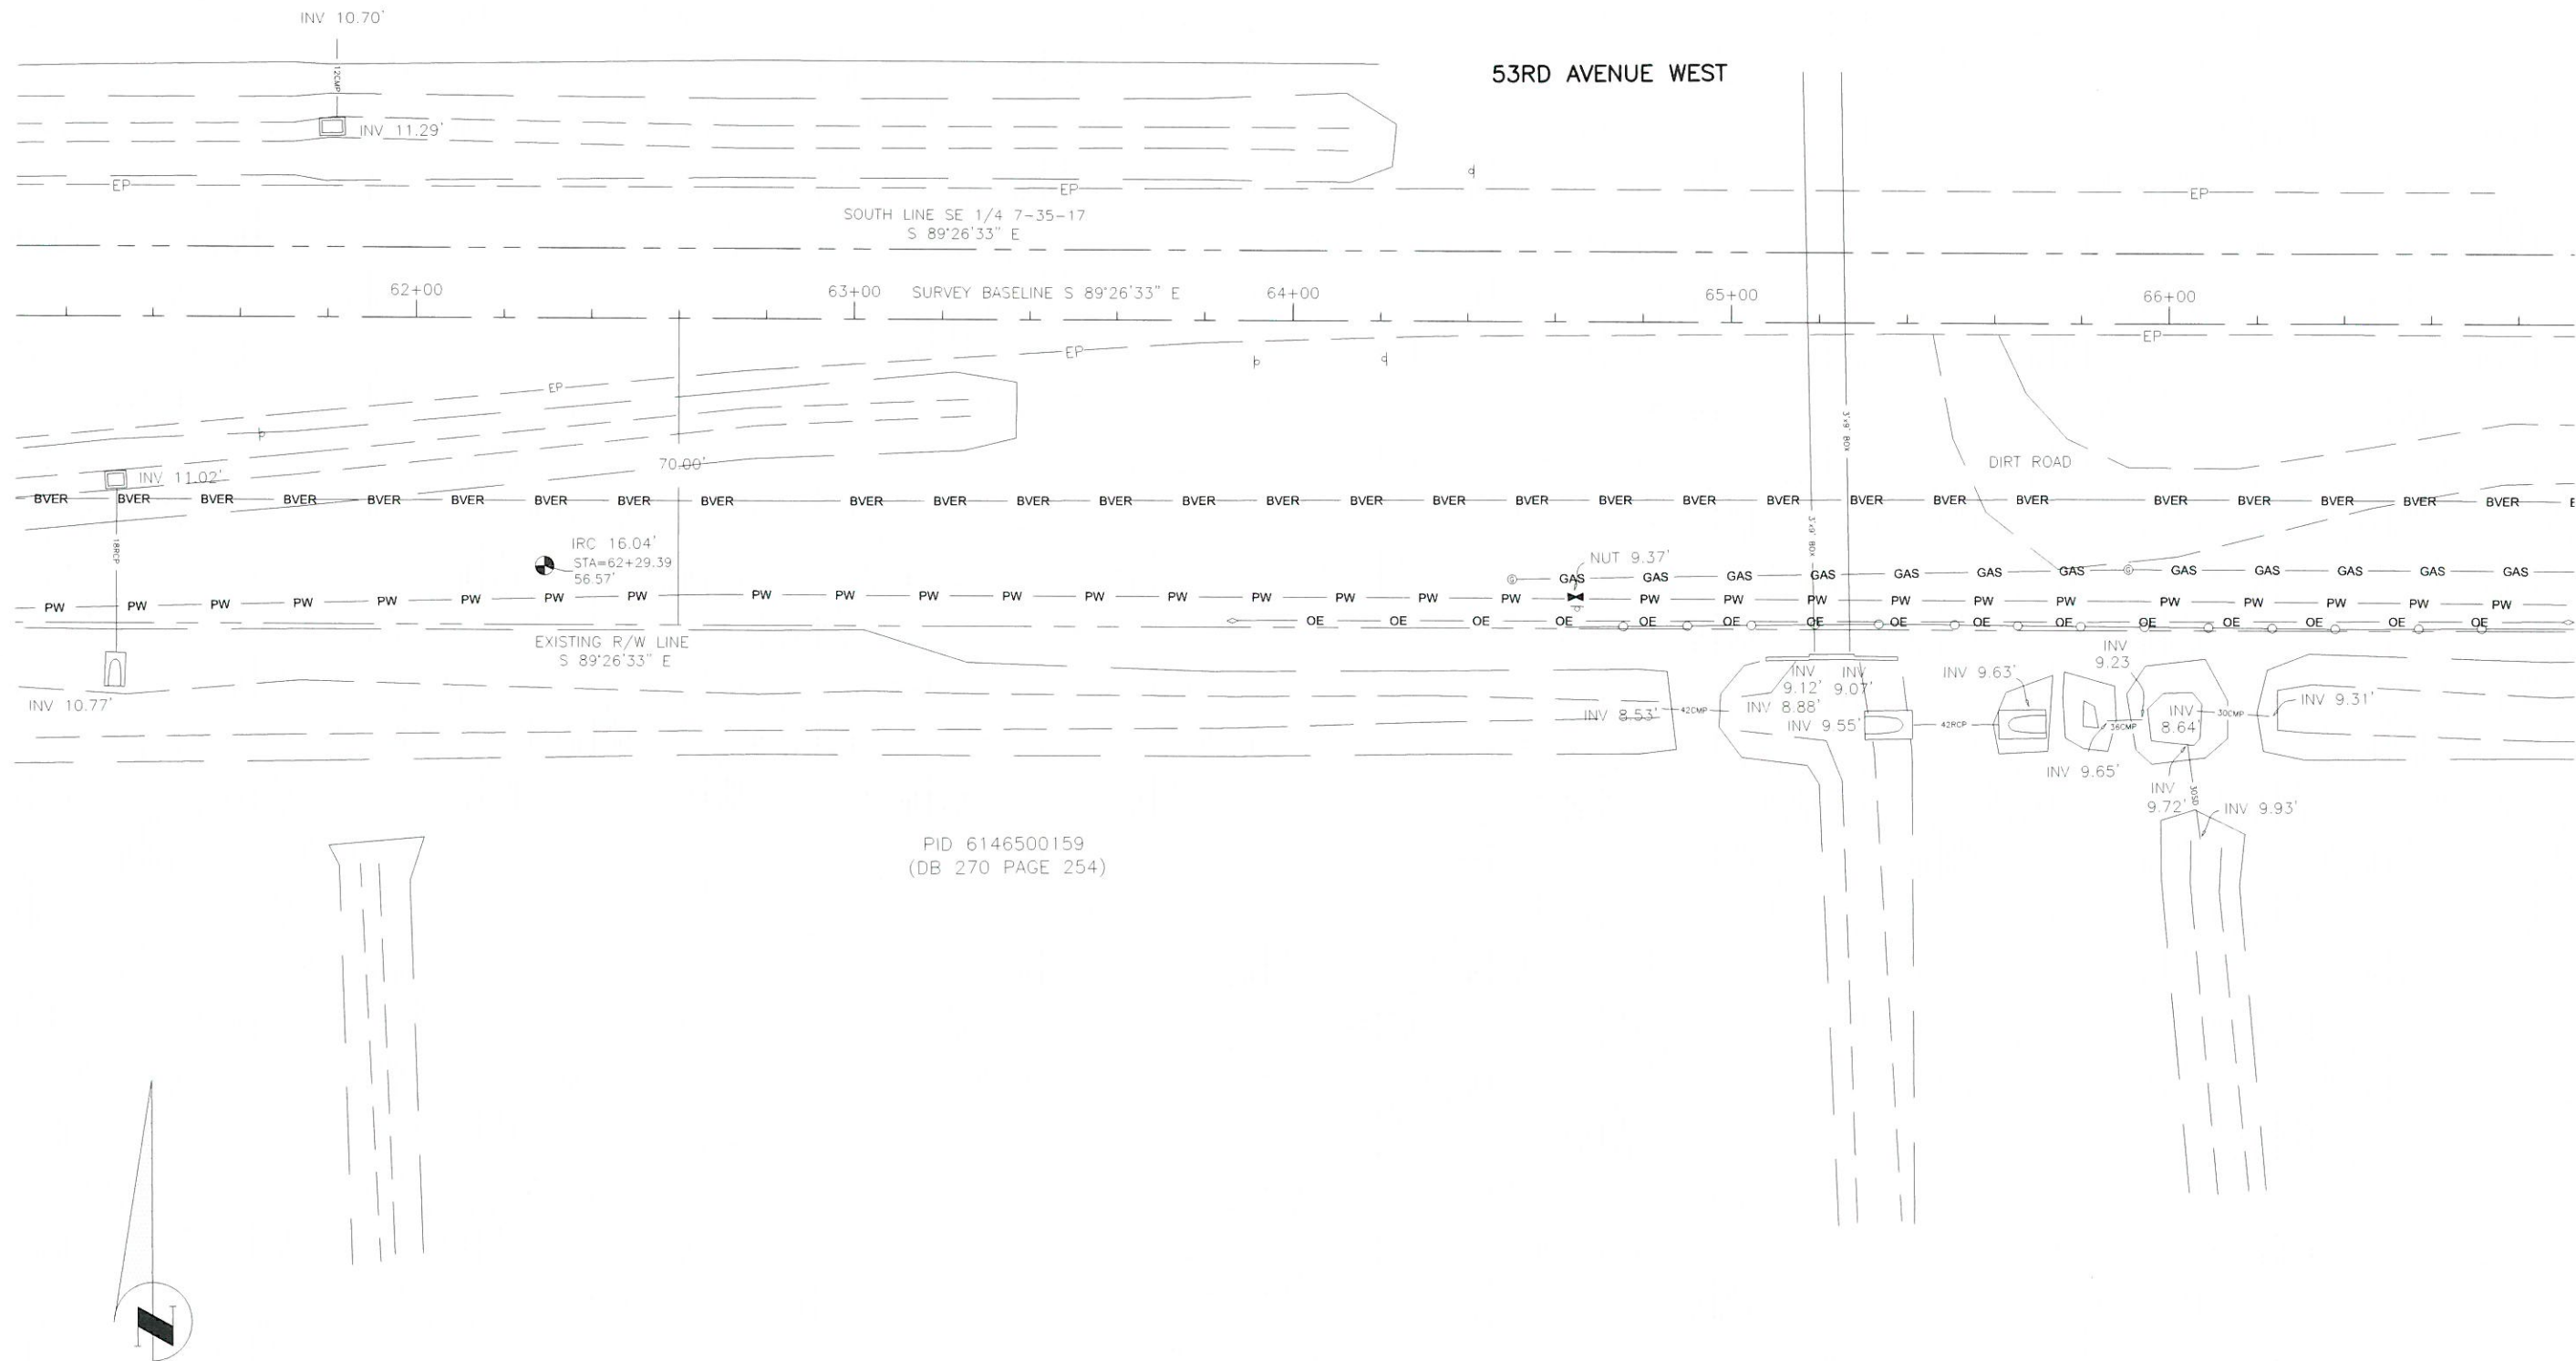 INV 10.70'
53RD AVENUE WEST
12CMP
INV 11.29'
EP EP EP
SOUTH LINE SE 1/4 7-35-17
S 89°26'33" E
62+00 63+00 SURVEY BASELINE S 89°26'33" E 64+00 65+00 66+00
EP EP EP
3'x9' BOX
70.00'
DIRT ROAD
INV 11.02'
BVER BVER BVER BVER BVER BVER BVER BVER BVER BVER BVER BVER BVER BVER BVER BVER BVER BVER BVER BVER BVER BVER BVER BVER BVER BVER BVER BVER BVER
18RCP
3'x9' BOX
IRC 16.04'
STA=62+29.39
56.57'
NUT 9.37'
G GAS GAS GAS GAS GAS GAS GAS G GAS GAS GAS GAS GAS
PW PW PW PW PW PW PW PW PW PW PW PW PW PW PW PW PW PW PW PW PW PW PW PW PW PW PW PW PW
OE OE OE OE OE OE OE OE OE OE OE OE OE OE OE
EXISTING R/W LINE
S 89°26'33" E
INV 10.77'
INV
9.12'
INV
9.07'
INV 8.88'
INV 8.53'
42CMP
INV 9.55'
42RCP
INV 9.63'
INV
9.23
36CMP
INV 9.65'
INV
8.64'
30CMP
INV 9.31'
INV
9.72'
30SD
INV 9.93'
PID 6146500159
(DB 270 PAGE 254)
N